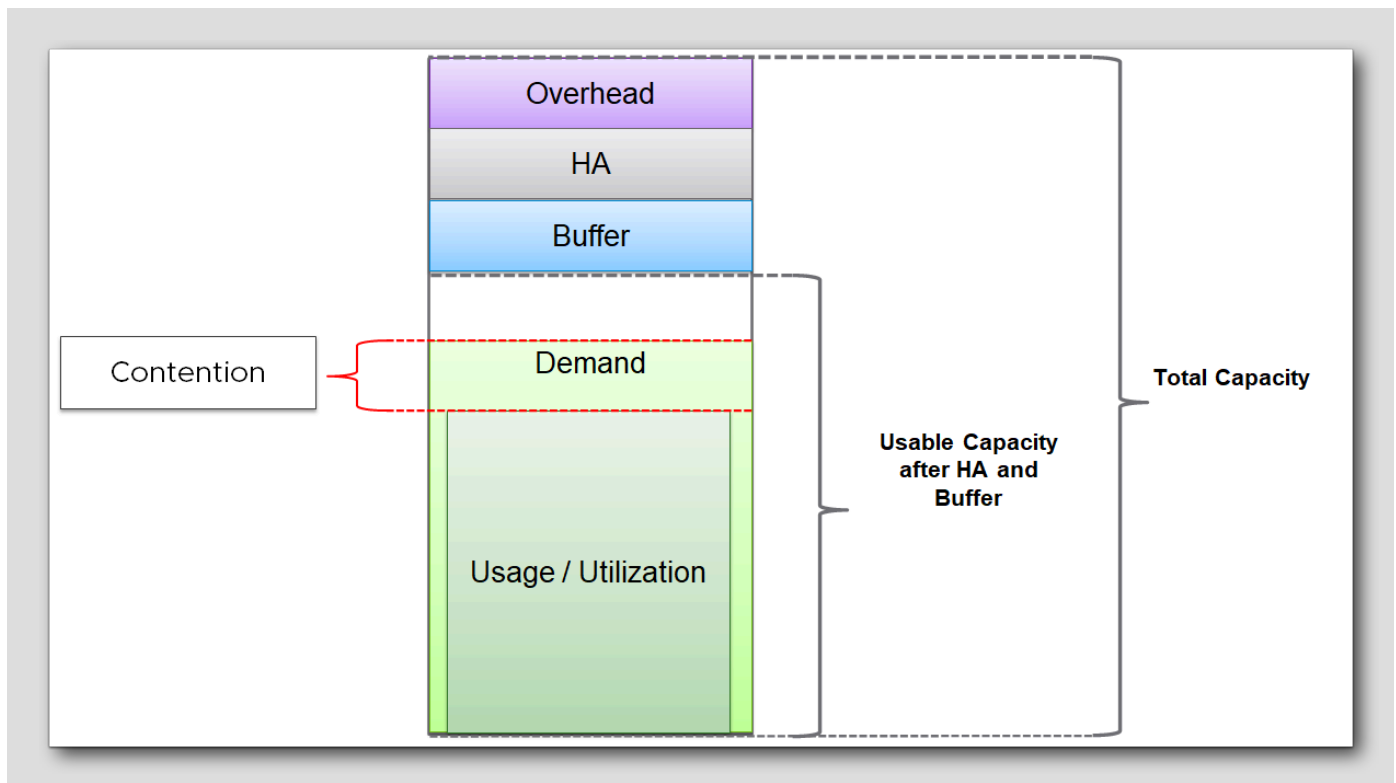 Overhead
HA
Buffer
Contention
Demand
Total Capacity
Usable Capacity
after HA and
Buffer
Usage / Utilization